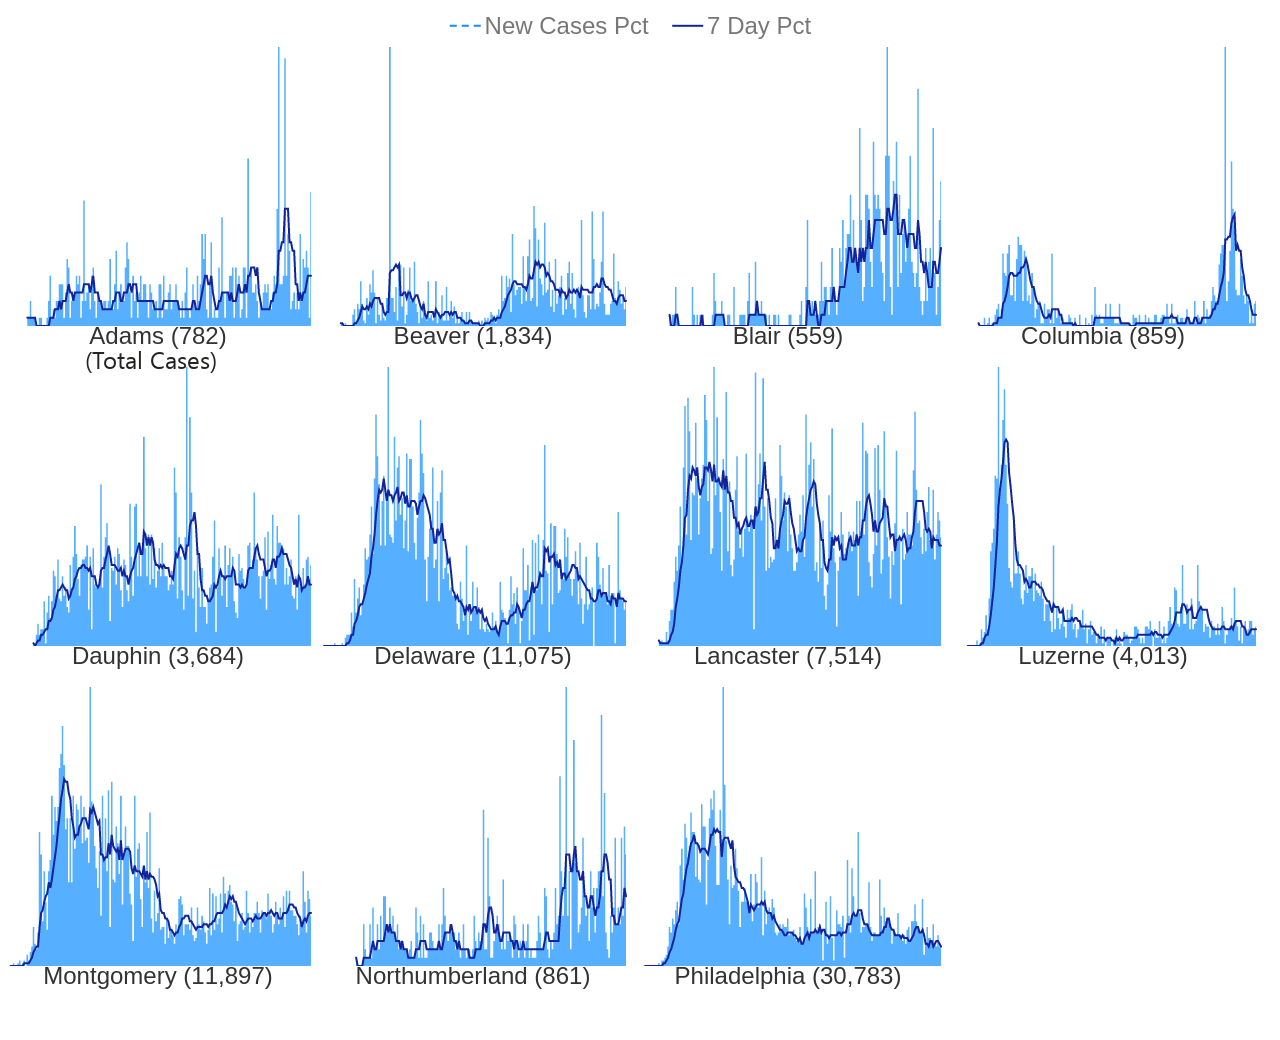 New Cases Pct 7 Day Pct
Adams (782) Beaver (1,834) Blair (559) Columbia (859)
(Total Cases)
Dauphin (3,684) Delaware (11,075) Lancaster (7,514) Luzerne (4,013)
Montgomery (11,897) Northumberland (861) Philadelphia (30,783)